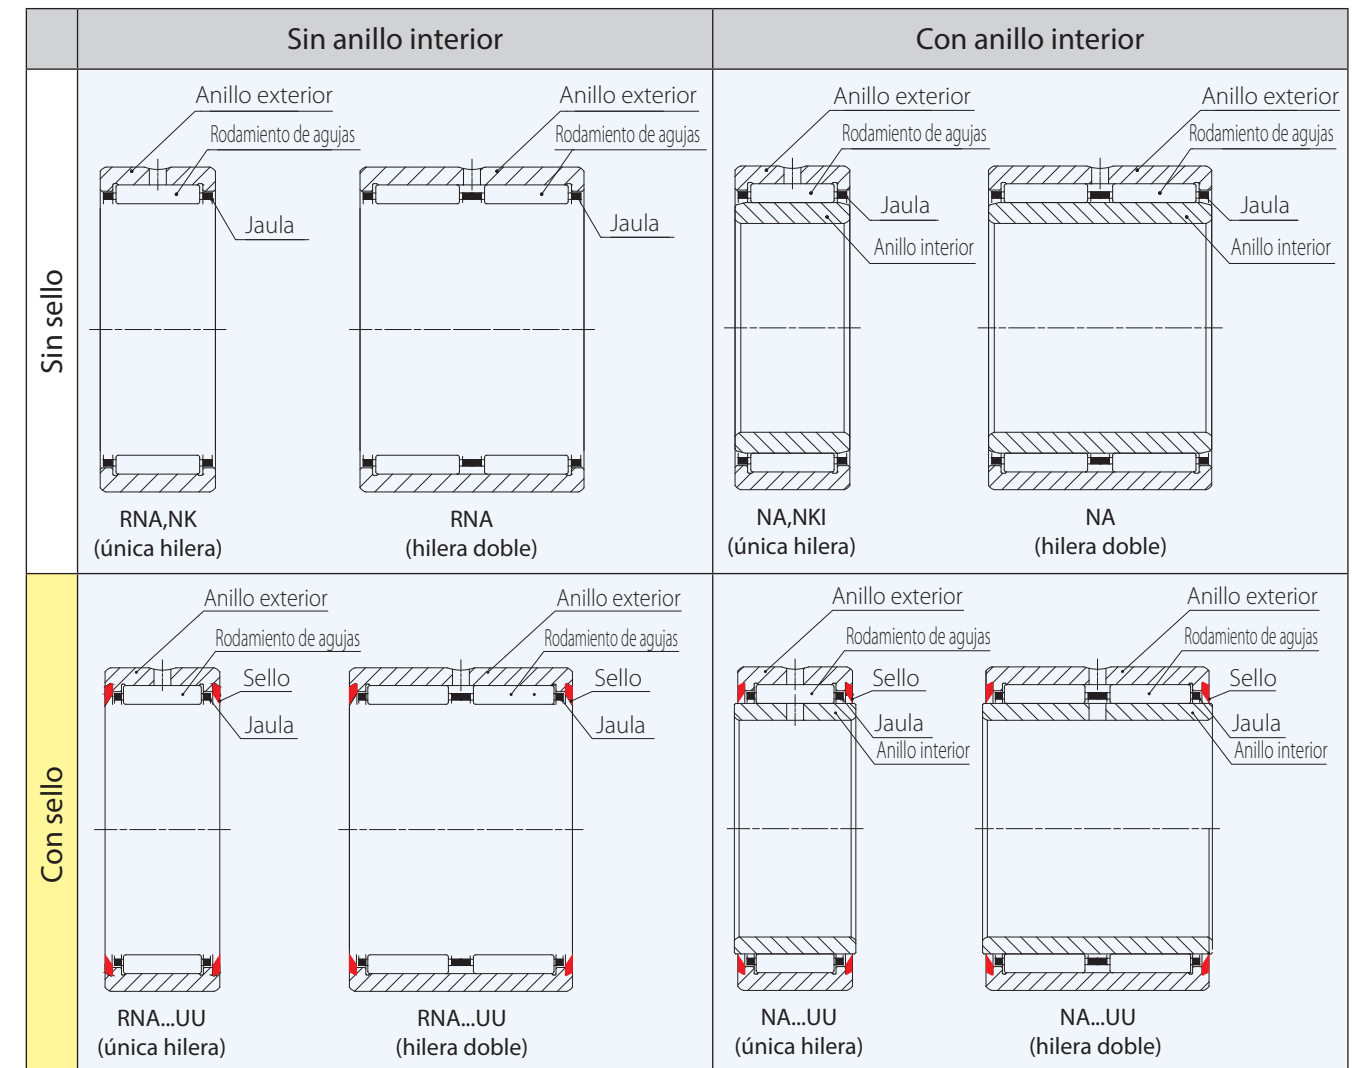 Sin anillo interior
Con anillo interior
Sin sello
Anillo exterior
Rodamiento de agujas
Jaula
RNA,NK
(única hilera)
Anillo exterior
Rodamiento de agujas
Jaula
RNA
(hilera doble)
Anillo exterior
Rodamiento de agujas
Jaula
Anillo interior
NA,NKI
(única hilera)
Anillo exterior
Rodamiento de agujas
Jaula
Anillo interior
NA
(hilera doble)
Con sello
Anillo exterior
Rodamiento de agujas
Sello
Jaula
RNA...UU
(única hilera)
Anillo exterior
Rodamiento de agujas
Sello
Jaula
RNA...UU
(hilera doble)
Anillo exterior
Rodamiento de agujas
Sello
Jaula
Anillo interior
NA...UU
(única hilera)
Anillo exterior
Rodamiento de agujas
Sello
Jaula
Anillo interior
NA...UU
(hilera doble)